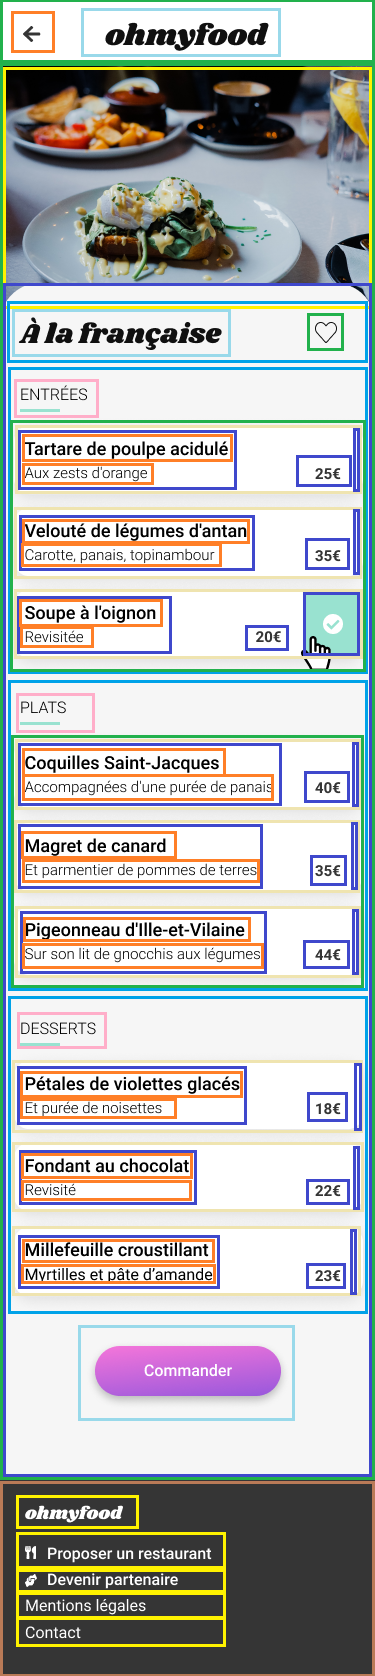 ohmyfood
À la française
ENTRÉES
Tartare de poulpe acidulé
Aux zests d'orange
25€
Velouté de légumes d'antan
Carotte, panais, topinambour
35€
Soupe à l'oignon
Revisitée
20€
PLATS
Coquilles Saint-Jacques
Accompagnées d'une purée de panais
40€
Magret de canard
Et parmentier de pommes de terres
35€
Pigeonneau d'Ille-et-Vilaine
Sur son lit de gnocchis aux légumes
44€
DESSERTS
Pétales de violettes glacés
Et purée de noisettes
18€
Fondant au chocolat
Revisité
22€
Millefeuille croustillant
Myrtilles et pâte d’amande
23€
Commander
ohmyfood
Proposer un restaurant
Devenir partenaire
Mentions légales
Contact